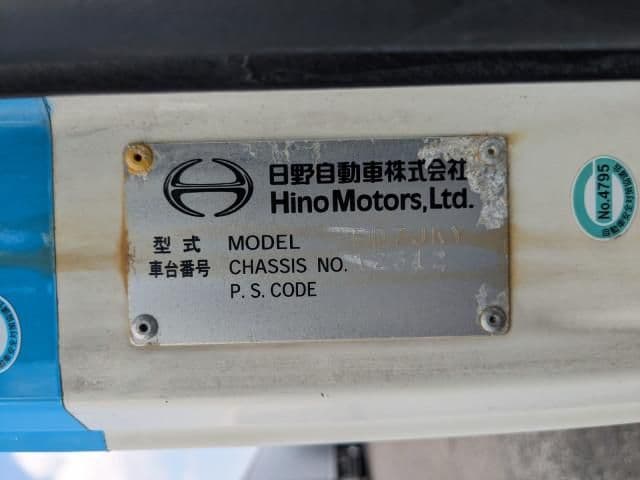 日野自動車株式会社
Hino Motors, Ltd.
型式 MODEL FD7JKY
車台番号 CHASSIS NO.
P. S. CODE
No.4795